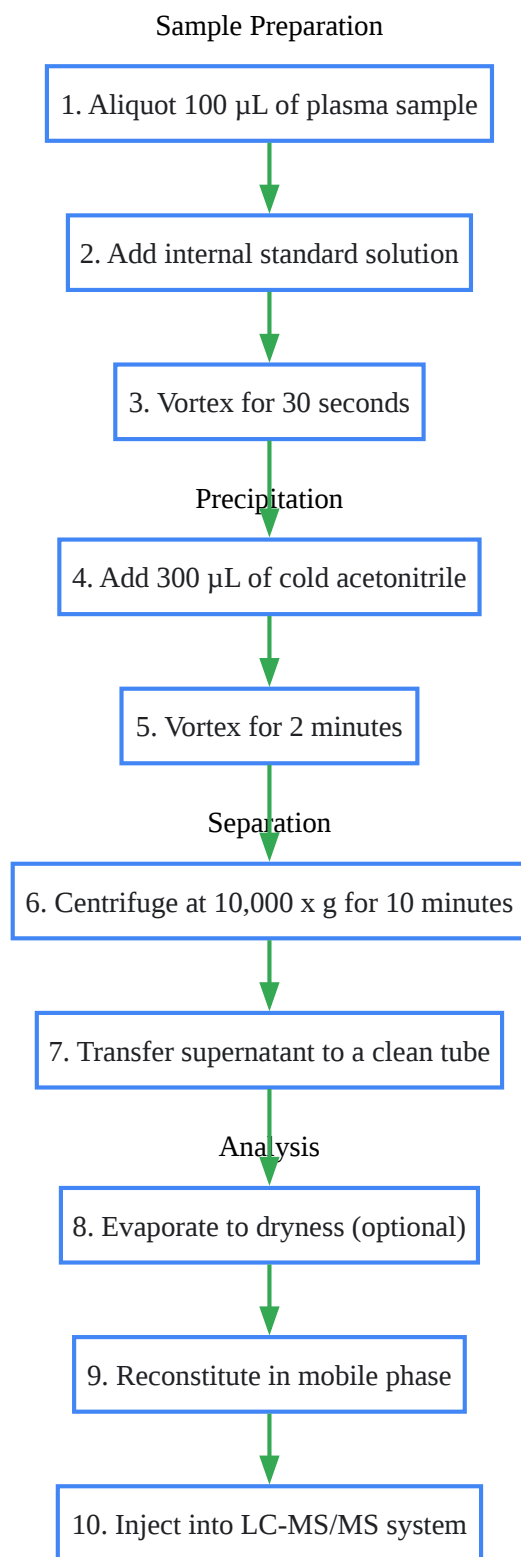 Sample Preparation
1. Aliquot 100 µL of plasma sample
2. Add internal standard solution
3. Vortex for 30 seconds
Precipitation
4. Add 300 µL of cold acetonitrile
5. Vortex for 2 minutes
Separation
6. Centrifuge at 10,000 x g for 10 minutes
7. Transfer supernatant to a clean tube
Analysis
8. Evaporate to dryness (optional)
9. Reconstitute in mobile phase
10. Inject into LC-MS/MS system